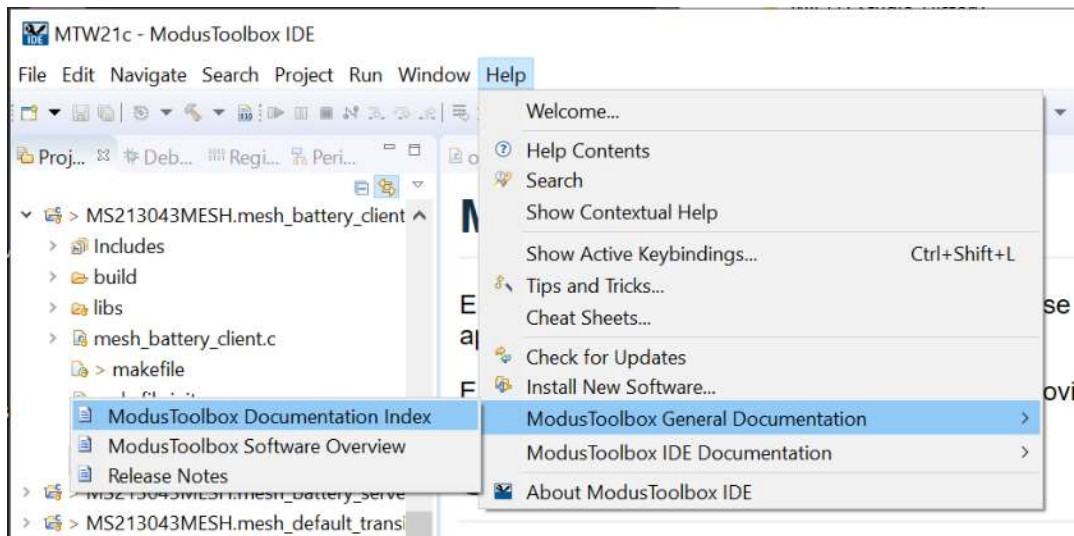 MTW21c - ModusToolbox IDE
File Edit Navigate Search Project Run Window Help
Proj... Deb... Regi... Peri...
> MS213043MESH.mesh_battery_client
Includes
build
libs
mesh_battery_client.c
> makefile
> MS213043MESH.mesh_battery_serve
> MS213043MESH.mesh_default_transi
Welcome...
Help Contents
Search
Show Contextual Help
Show Active Keybindings... Ctrl+Shift+L
Tips and Tricks...
Cheat Sheets...
Check for Updates
Install New Software...
ModusToolbox General Documentation
ModusToolbox IDE Documentation
About ModusToolbox IDE
ModusToolbox Documentation Index
ModusToolbox Software Overview
Release Notes